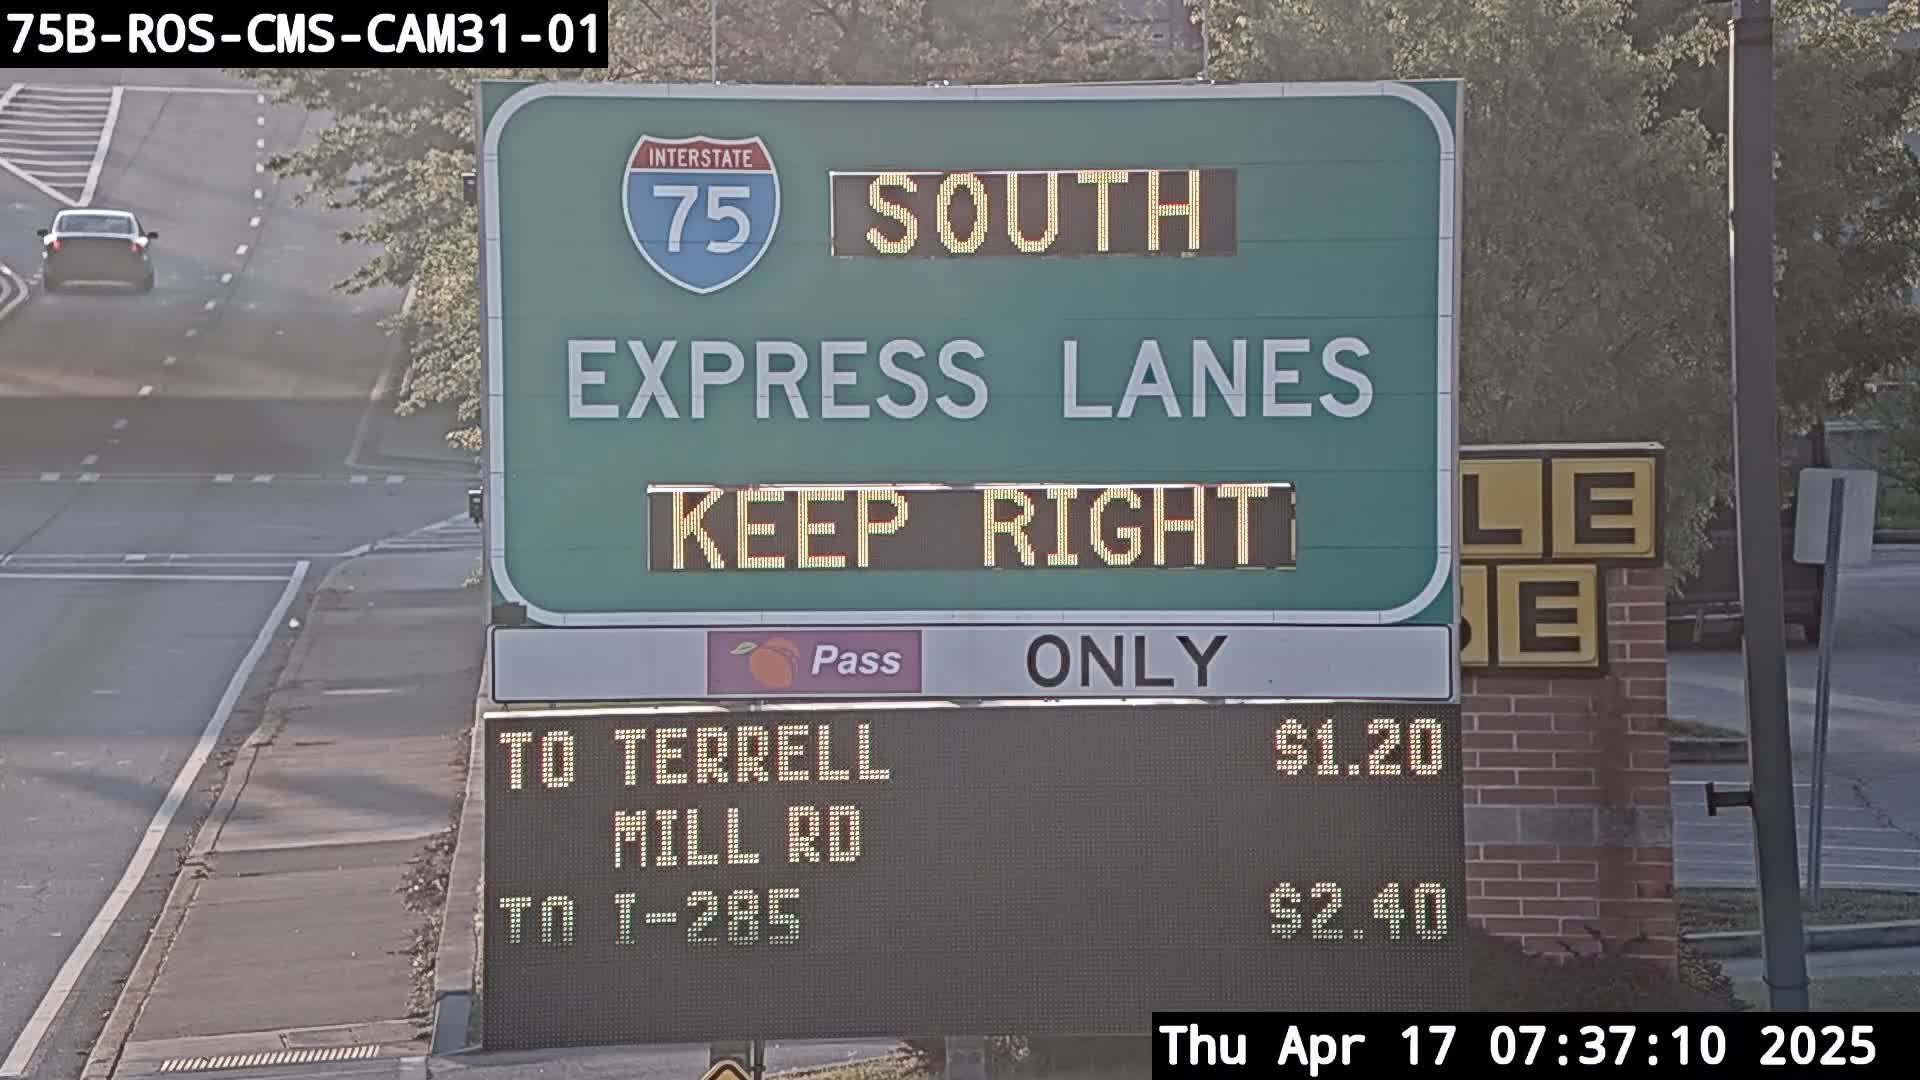 75B-ROS-CMS-CAM31-01
INTERSTATE
75
SOUTH
EXPRESS LANES
KEEP RIGHT
Pass ONLY
TO TERRELL $1.20
MILL RD
TO I-285 $2.40
LE
E
Thu Apr 17 07:37:10 2025